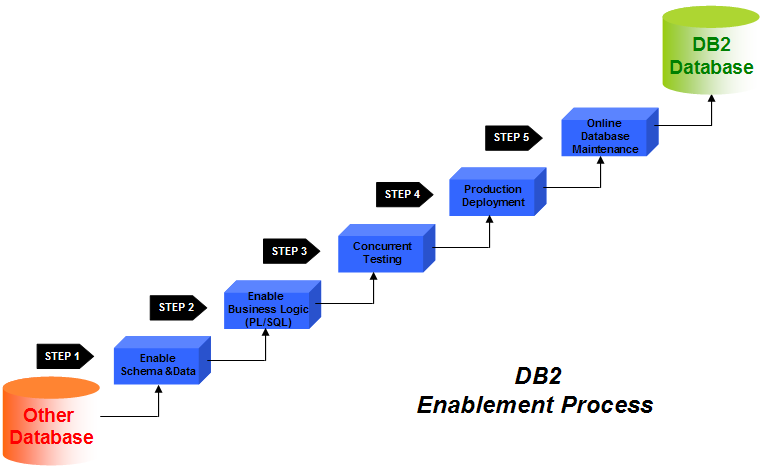 DB2
Database
STEP 5
Online
Database
Maintenance
STEP 4
Production
Deployment
STEP 3
Concurrent
Testing
STEP 2
Enable
Business Logic
(PL/SQL)
STEP 1
Enable
Schema &Data
Other
Database
DB2
Enablement Process